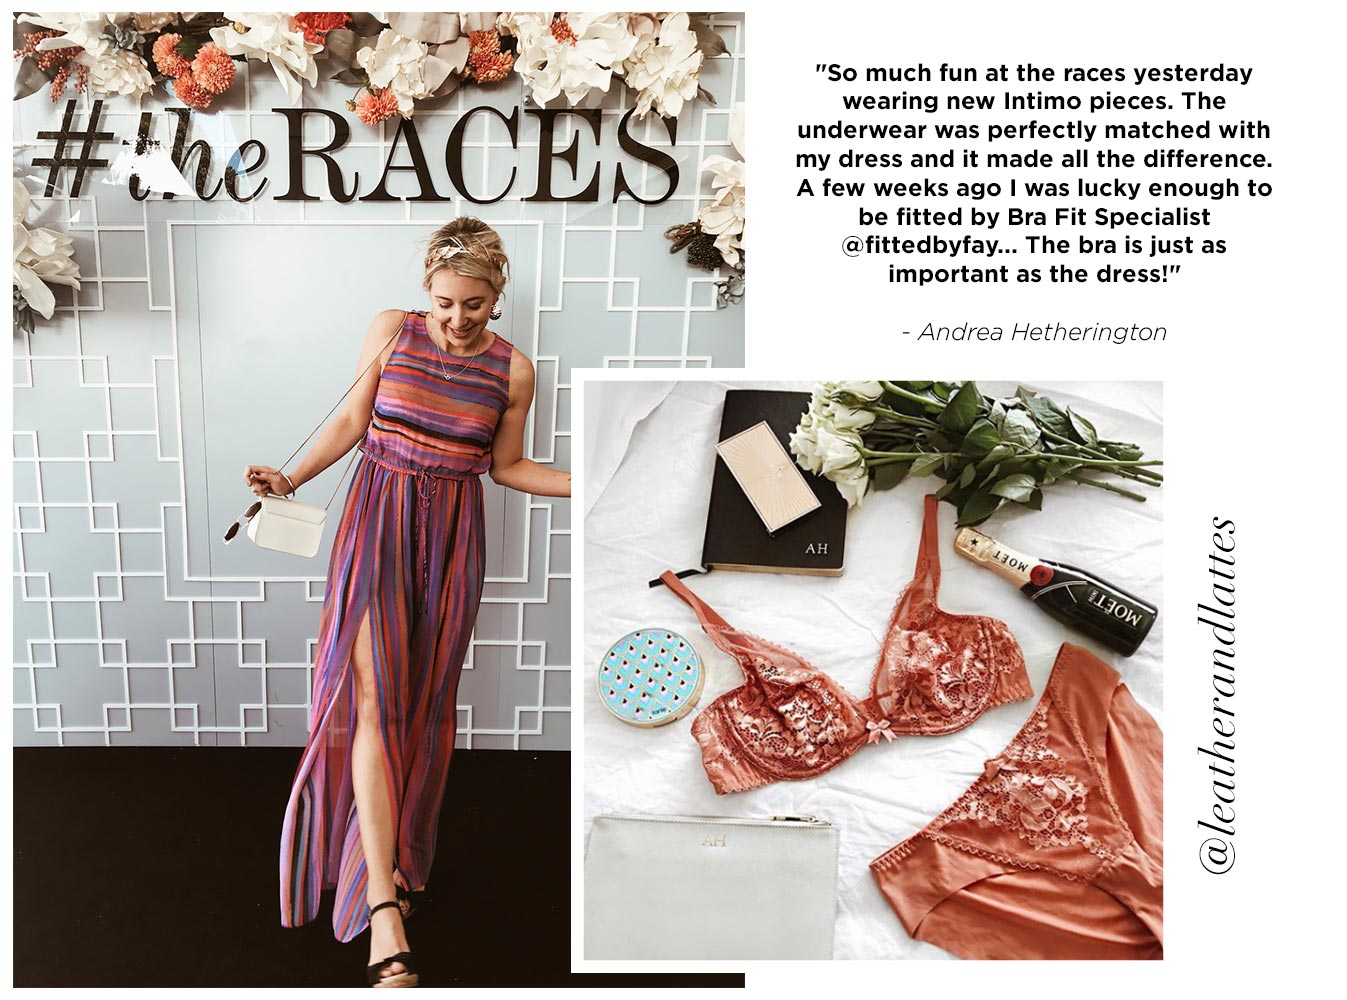 #theRACES
"So much fun at the races yesterday
wearing new Intimo pieces. The
underwear was perfectly matched with
my dress and it made all the difference.
A few weeks ago I was lucky enough to
be fitted by Bra Fit Specialist
@fittedbyfay... The bra is just as
important as the dress!"
- Andrea Hetherington
AH
MOËT
MOËT
tarte
AH
@leatherandlattes